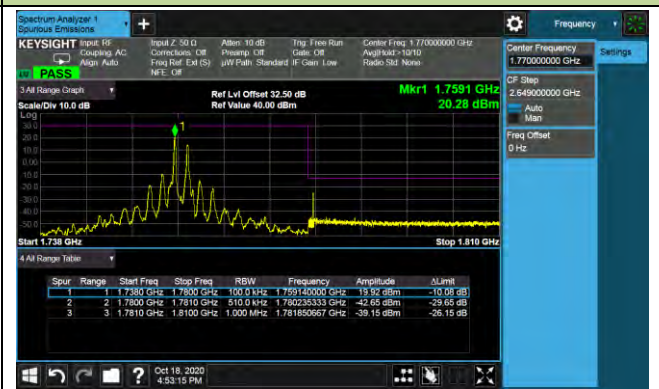 Spectrum Analyzer 1
Spurious Emissions
Frequency
KEYSIGHT
Input: RF
Coupling: AC
Align: Auto
Input Z: 50 Ω
Corrections: Off
Freq Ref: Ext (S)
NFE: Off
Atten: 10 dB
Preamp: Off
µW Path: Standard
Trig: Free Run
Gate: Off
IF Gain: Low
Center Freq: 1.770000000 GHz
Avg|Hold:>10/10
Radio Std: None
PASS
Center Frequency
1.770000000 GHz
Settings
CF Step
2.649000000 GHz
Auto
Man
Freq Offset
0 Hz
3 All Range Graph
Scale/Div 10.0 dB
Ref Lvl Offset 32.50 dB
Ref Value 40.00 dBm
Mkr1 1.7591 GHz
20.28 dBm
Log
30.0
20.0
10.0
0.00
-10.0
-20.0
-30.0
-40.0
-50.0
1
Start 1.738 GHz
Stop 1.810 GHz
4 All Range Table
Spur Range Start Freq Stop Freq RBW Frequency Amplitude ΔLimit
1 1 1.7380 GHz 1.7800 GHz 100.0 kHz 1.759140000 GHz 19.92 dBm -10.08 dB
2 2 1.7800 GHz 1.7810 GHz 510.0 kHz 1.780235333 GHz -42.65 dBm -29.65 dB
3 3 1.7810 GHz 1.8100 GHz 1.000 MHz 1.781850667 GHz -39.15 dBm -26.15 dB
?
Oct 18, 2020
4:53:15 PM